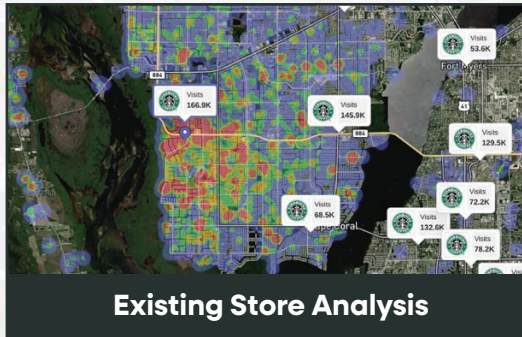 Visits
53.6K
Fort Myers
884
Visits
166.9K
Visits
145.9K
884
41
Visits
129.5K
Visits
72.2K
Visits
68.5K
Visits
132.6K
Coral
Visits
78.2K
Visits
Existing Store Analysis